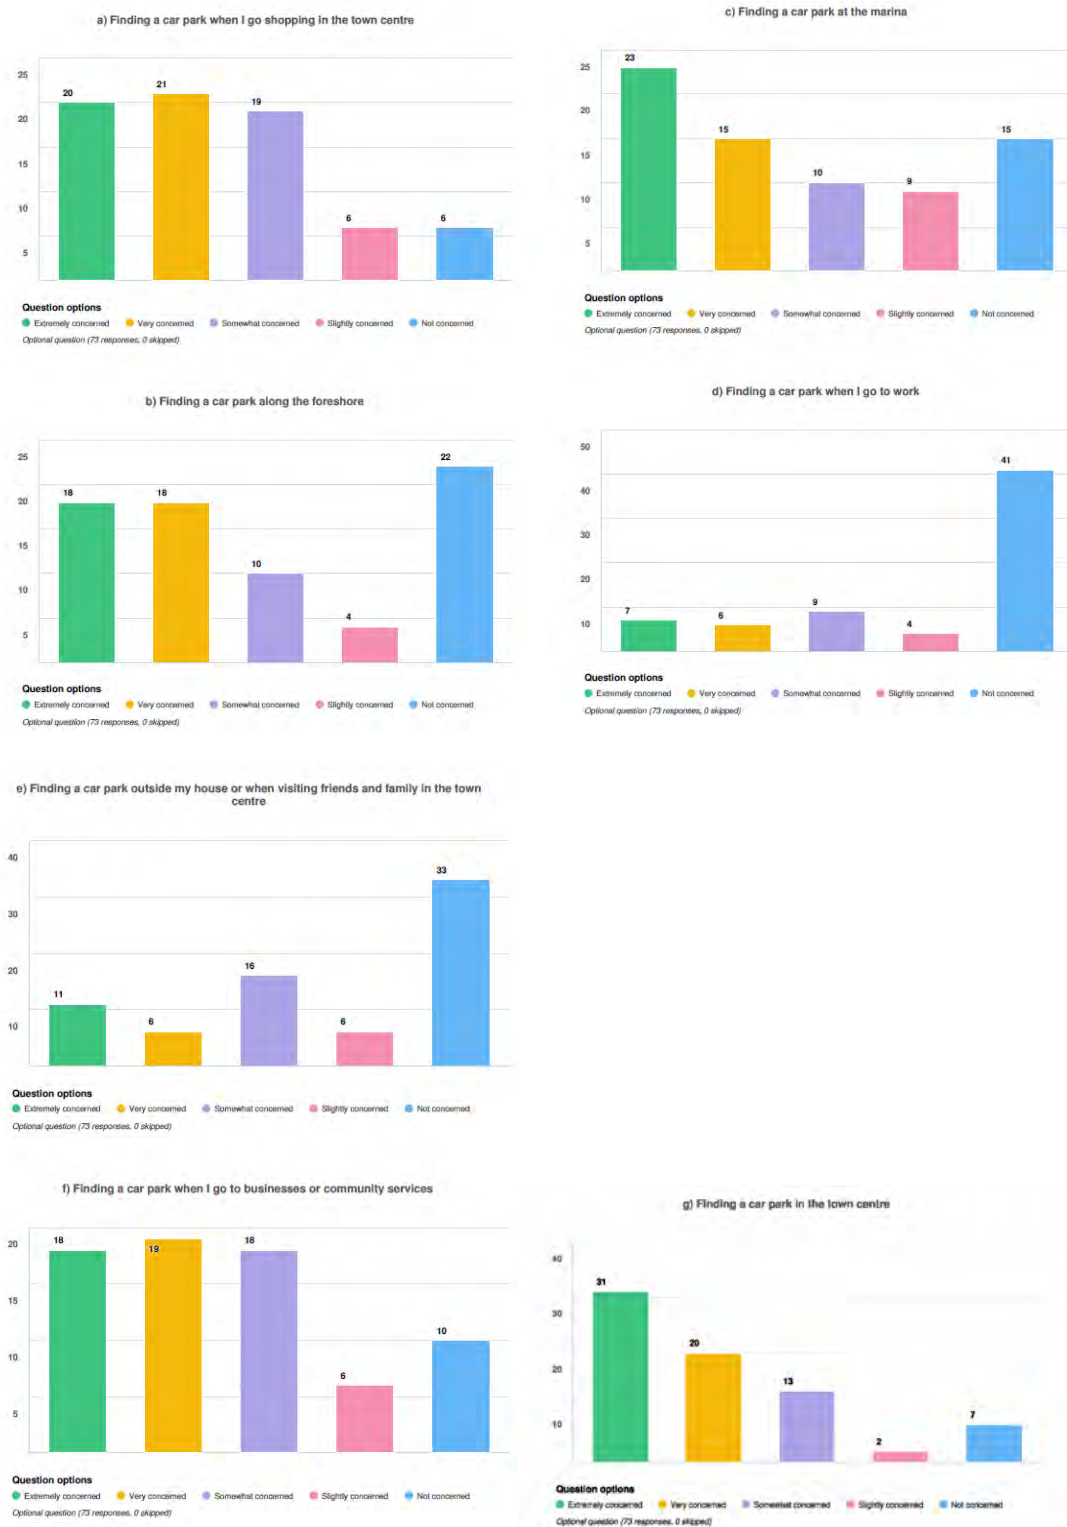 a) Finding a car park when I go shopping in the town centre
25
20
15
10
5
20
21
19
6
6
Question options
Extremely concerned Very concerned Somewhat concerned Slightly concerned Not concerned
Optional question (73 responses, 0 skipped)
c) Finding a car park at the marina
25
20
15
10
5
23
15
10
9
15
Question options
Extremely concerned Very concerned Somewhat concerned Slightly concerned Not concerned
Optional question (73 responses, 0 skipped)
b) Finding a car park along the foreshore
25
20
15
10
5
18
18
10
4
22
Question options
Extremely concerned Very concerned Somewhat concerned Slightly concerned Not concerned
Optional question (73 responses, 0 skipped)
d) Finding a car park when I go to work
50
40
30
20
10
7
6
9
4
41
Question options
Extremely concerned Very concerned Somewhat concerned Slightly concerned Not concerned
Optional question (73 responses, 0 skipped)
e) Finding a car park outside my house or when visiting friends and family in the town
centre
40
30
20
10
11
6
16
6
33
Question options
Extremely concerned Very concerned Somewhat concerned Slightly concerned Not concerned
Optional question (73 responses, 0 skipped)
f) Finding a car park when I go to businesses or community services
20
15
10
5
18
19
18
6
10
Question options
Extremely concerned Very concerned Somewhat concerned Slightly concerned Not concerned
Optional question (73 responses, 0 skipped)
g) Finding a car park in the town centre
40
30
20
10
31
20
13
2
7
Question options
Extremely concerned Very concerned Somewhat concerned Slightly concerned Not concerned
Optional question (73 responses, 0 skipped)